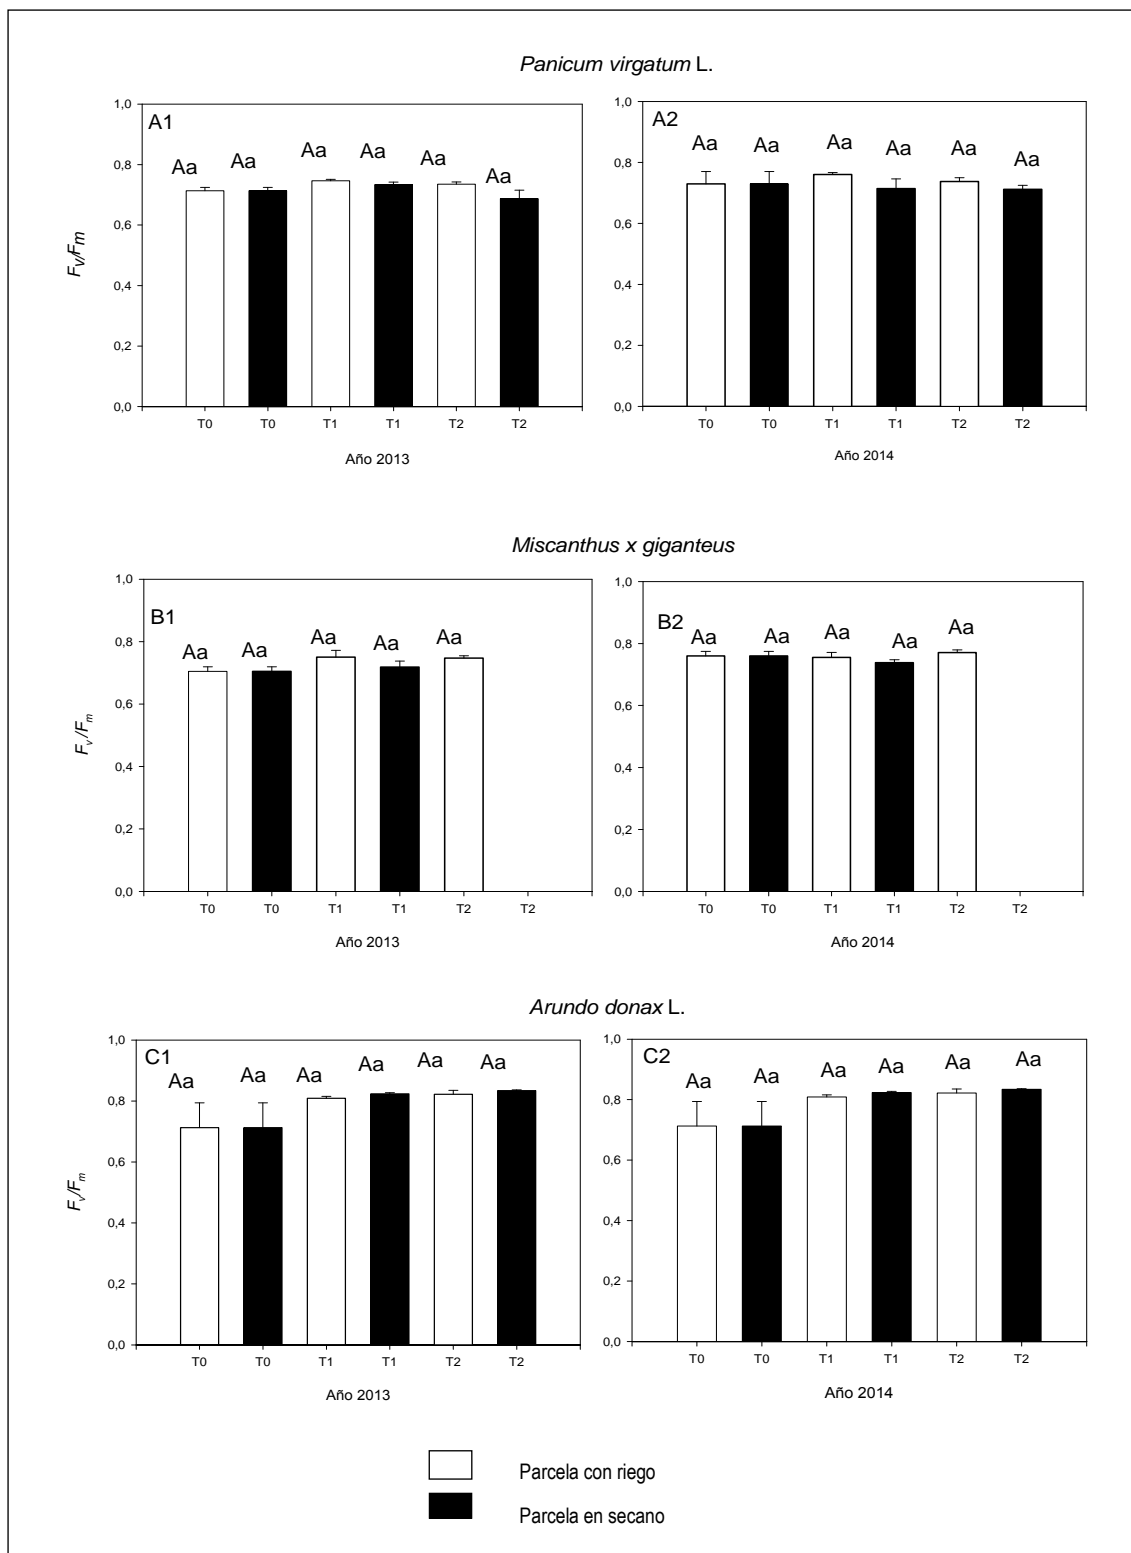 Panicum virgatum L.
A1
1,0
0,8
0,6
0,4
0,2
0,0
Fv/Fm
Aa Aa Aa Aa Aa Aa
T0 T0 T1 T1 T2 T2
Año 2013
A2
1,0
0,8
0,6
0,4
0,2
0,0
Aa Aa Aa Aa Aa Aa
T0 T0 T1 T1 T2 T2
Año 2014
Miscanthus x giganteus
B1
1,0
0,8
0,6
0,4
0,2
0,0
Fv/Fm
Aa Aa Aa Aa Aa
T0 T0 T1 T1 T2 T2
Año 2013
B2
1,0
0,8
0,6
0,4
0,2
0,0
Aa Aa Aa Aa Aa
T0 T0 T1 T1 T2 T2
Año 2014
Arundo donax L.
C1
1,0
0,8
0,6
0,4
0,2
0,0
Fv/Fm
Aa Aa Aa Aa Aa Aa
T0 T0 T1 T1 T2 T2
Año 2013
C2
1,0
0,8
0,6
0,4
0,2
0,0
Aa Aa Aa Aa Aa Aa
T0 T0 T1 T1 T2 T2
Año 2014
Parcela con riego
Parcela en secano